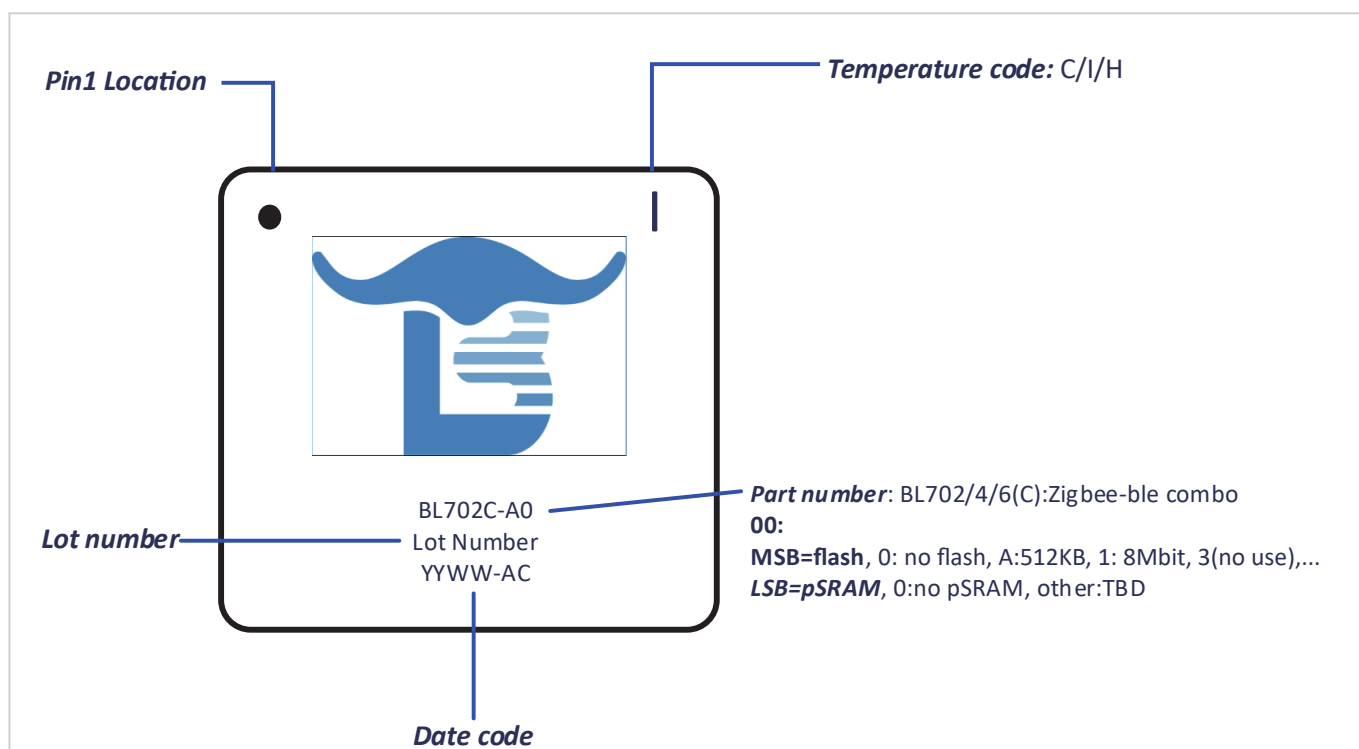 Pin1 Location
Temperature code: C/I/H
I
BL702C-A0
Lot Number
YYWW-AC
Part number: BL702/4/6(C):Zigbee-ble combo
00:
MSB=flash, 0: no flash, A:512KB, 1: 8Mbit, 3(no use),...
LSB=pSRAM, 0:no pSRAM, other:TBD
Lot number
Date code